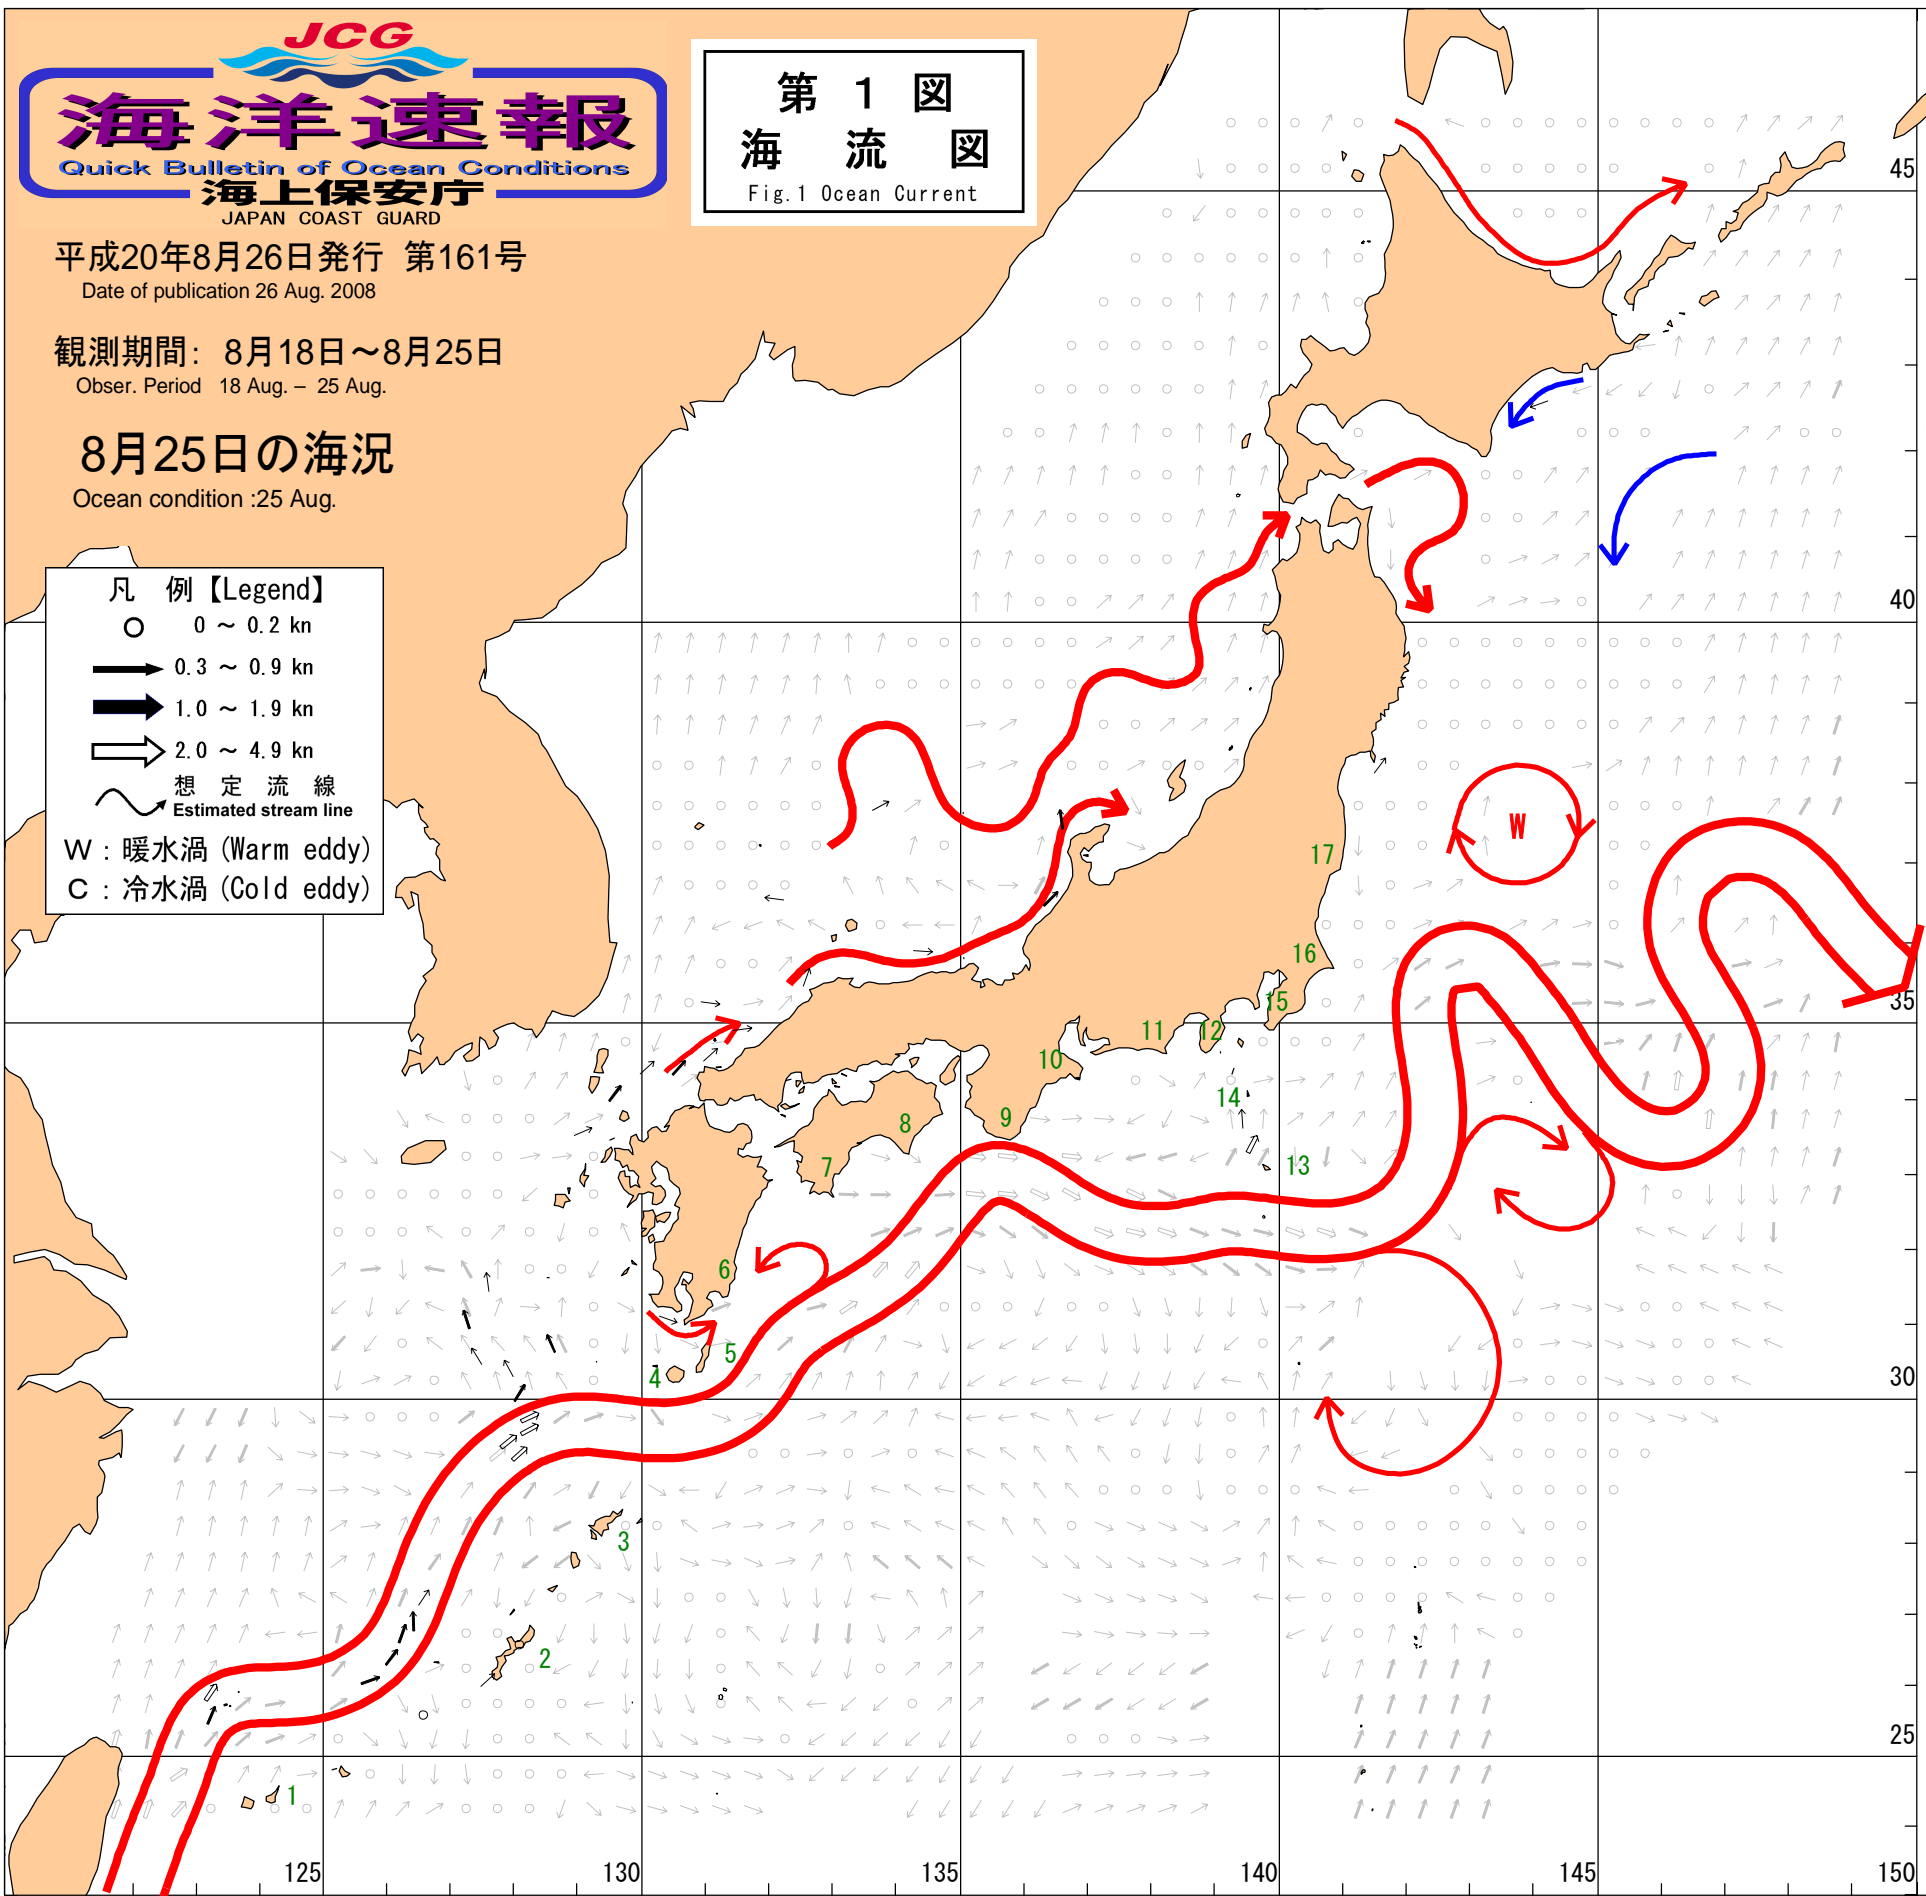 JCG
海洋速報
Quick Bulletin of Ocean Conditions
海上保安庁
JAPAN COAST GUARD
第 1 図
海 流 図
Fig.1 Ocean Current
平成20年8月26日発行 第161号
Date of publication 26 Aug. 2008
観測期間: 8月18日～8月25日
Obser. Period 18 Aug. – 25 Aug.
8月25日の海況
Ocean condition :25 Aug.
凡 例【Legend】
0 ～ 0.2 kn
0.3 ～ 0.9 kn
1.0 ～ 1.9 kn
2.0 ～ 4.9 kn
想 定 流 線
Estimated stream line
W : 暖水渦 (Warm eddy)
C : 冷水渦 (Cold eddy)
45
40
W
17
16
35
15
12
11
10
14
9
8
13
7
6
5
4
30
3
2
25
1
125
130
135
140
145
150